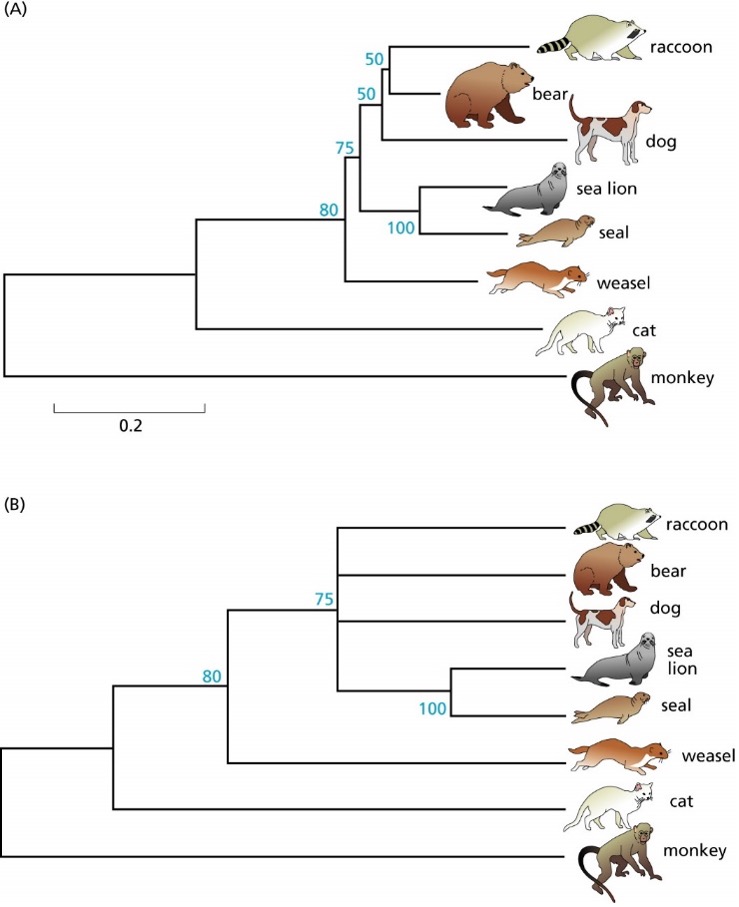 (A)
raccoon
50
bear
50
dog
75
sea lion
80
100
seal
weasel
cat
monkey
0.2
(B)
raccoon
bear
75
dog
sea
lion
80
100
seal
weasel
cat
monkey